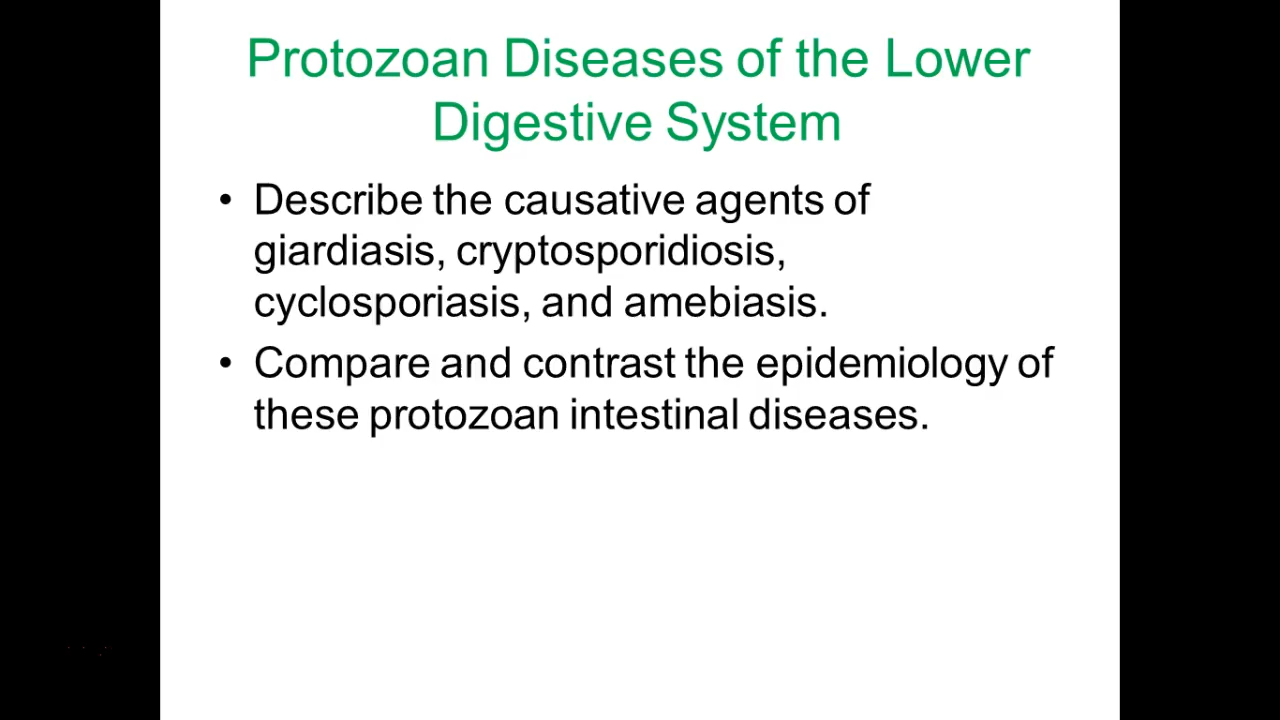 Protozoan Diseases of the Lower
Digestive System
• Describe the causative agents of
giardiasis, cryptosporidiosis,
cyclosporiasis, and amebiasis.
• Compare and contrast the epidemiology of
these protozoan intestinal diseases.